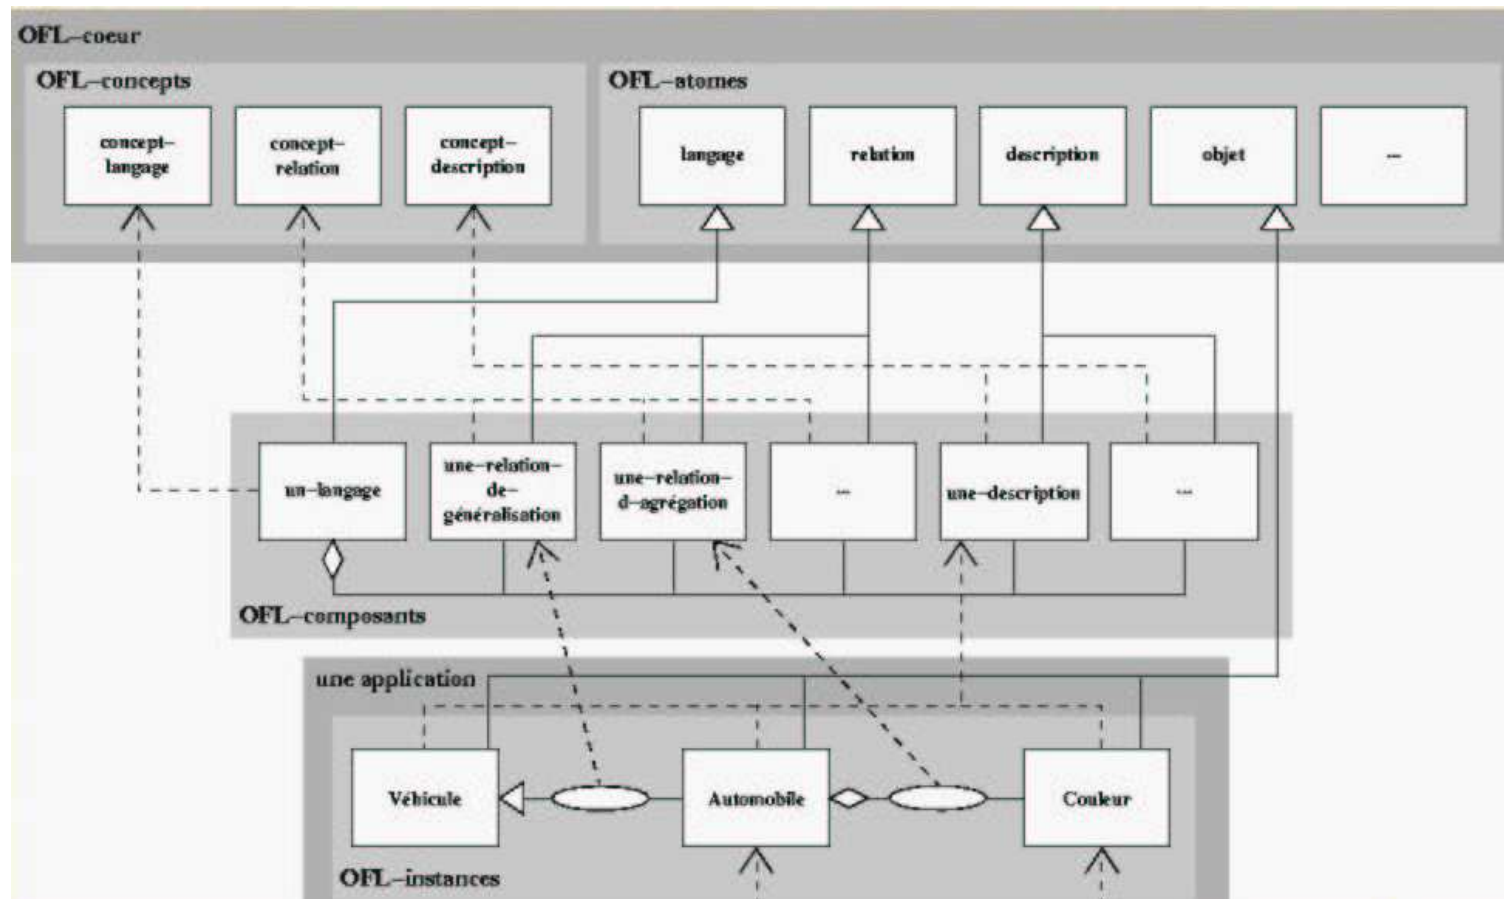 OFL–coeur
OFL–concepts
OFL–atomes
concept–
langage
concept–
relation
concept–
description
langage
relation
description
objet
...
un–langage
une–relation–
de–
généralisation
une–relation–
d–agrégation
...
une–description
...
OFL–composants
une application
Véhicule
Automobile
Couleur
OFL–instances